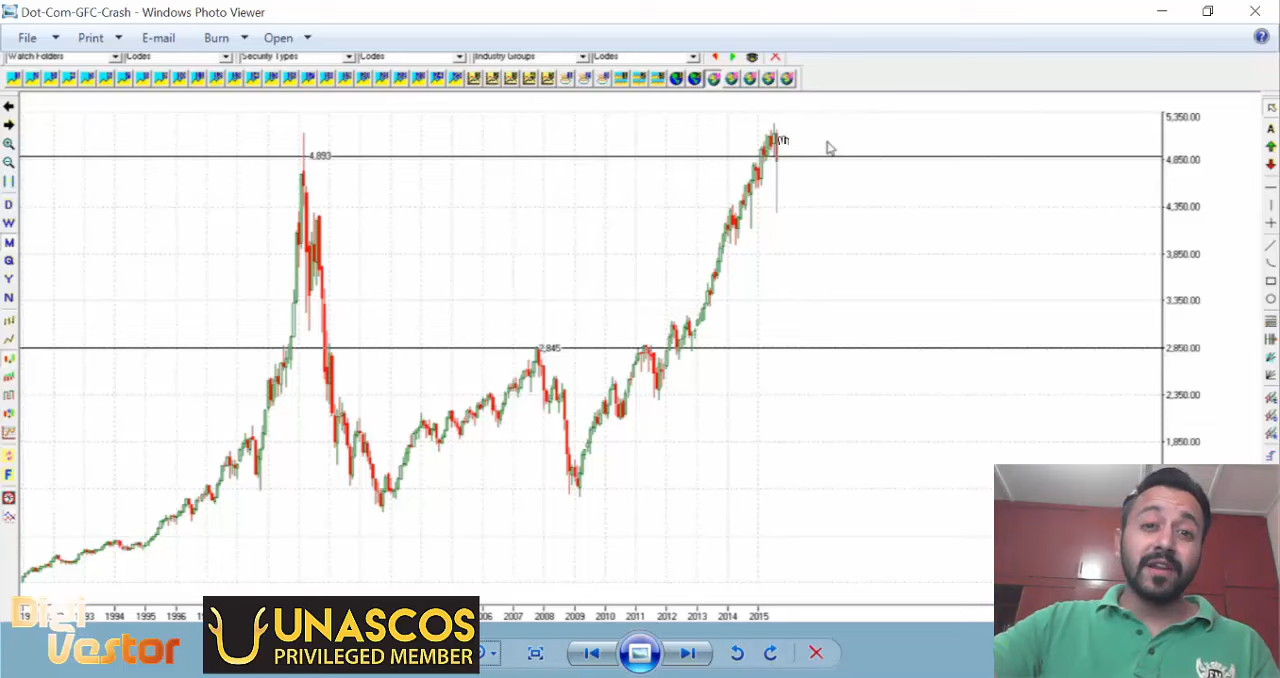 Dot-Com-GFC-Crash - Windows Photo Viewer
File Print E-mail Burn Open
Watch Folders Codes Security Types Codes Industry Groups Codes
5,350.00
4,893
4,850.00
4,350.00
3,850.00
3,350.00
2,845
2,850.00
2,350.00
1,850.00
D
W
M
Q
Y
N
F
A
1994 1995 1996 2007 2008 2009 2010 2011 2012 2013 2014 2015
Digi
Vestor
UNASCOS
PRIVILEGED MEMBER